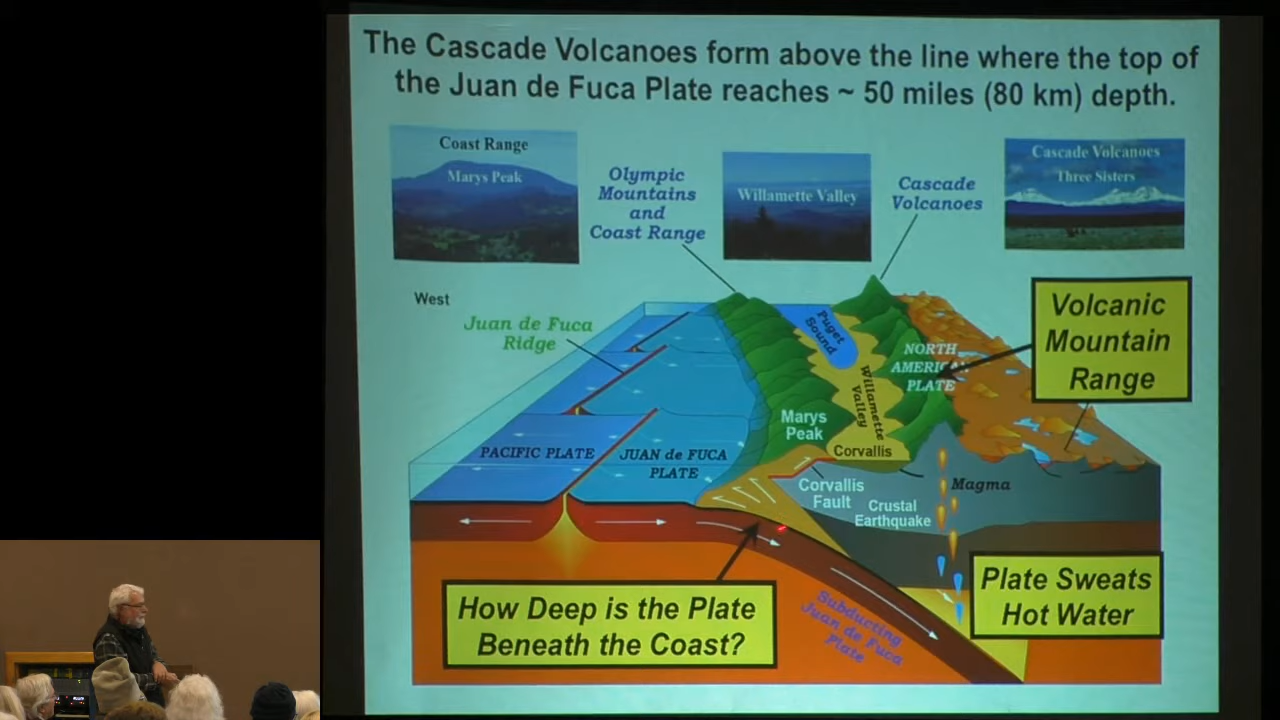 The Cascade Volcanoes form above the line where the top of
the Juan de Fuca Plate reaches ~ 50 miles (80 km) depth.
Coast Range
Marys Peak
Olympic
Mountains
and
Coast Range
Willamette Valley
Cascade
Volcanoes
Cascade Volcanoes
Three Sisters
West
Juan de Fuca
Ridge
Puget
Sound
NORTH
AMERICAN
PLATE
Volcanic
Mountain
Range
Willamette
Valley
Marys
Peak
PACIFIC PLATE
JUAN de FUCA
PLATE
Corvallis
Corvallis
Fault
Crustal
Earthquake
Magma
How Deep is the Plate
Beneath the Coast?
Subducting
Juan de Fuca
Plate
Plate Sweats
Hot Water